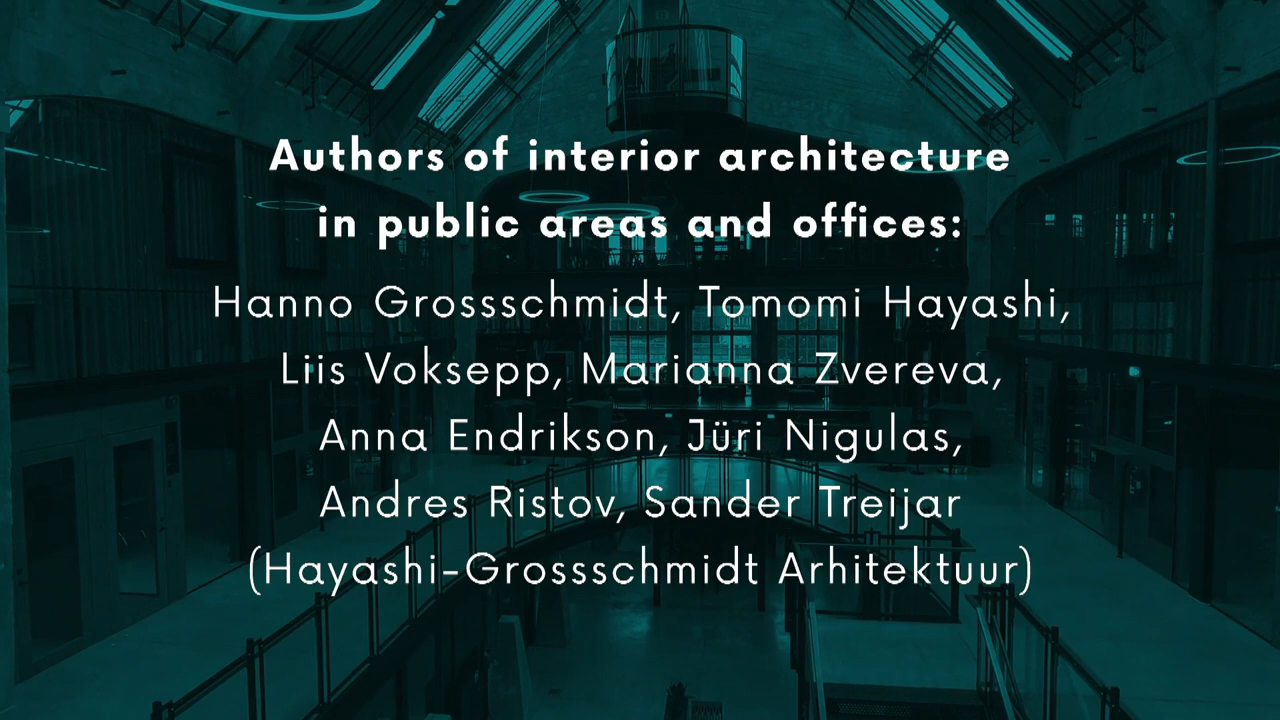 Authors of interior architecture
in public areas and offices:
Hanno Grossschmidt, Tomomi Hayashi,
Liis Voksepp, Marianna Zvereva,
Anna Endrikson, Jüri Nigulas,
Andres Ristov, Sander Treijar
(Hayashi-Grossschmidt Arhitektuur)